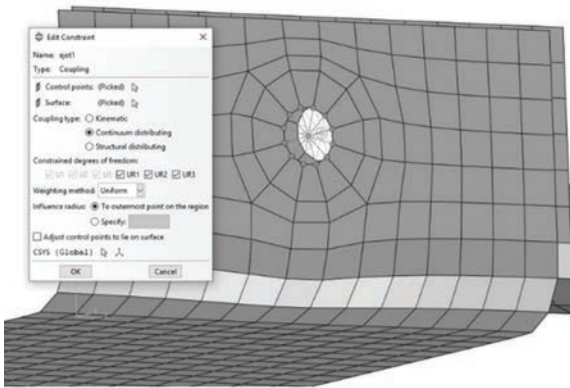 Edit Constraint
Name: ejot1
Type: Coupling
Control points: (Picked)
Surface: (Picked)
Coupling type: Kinematic
Continuum distributing
Structural distributing
Constrained degrees of freedom:
U1 U2 U3 UR1 UR2 UR3
Weighting method: Uniform
Influence radius: To outermost point on the region
Specify:
Adjust control points to lie on surface
CSYS (Global)
OK Cancel